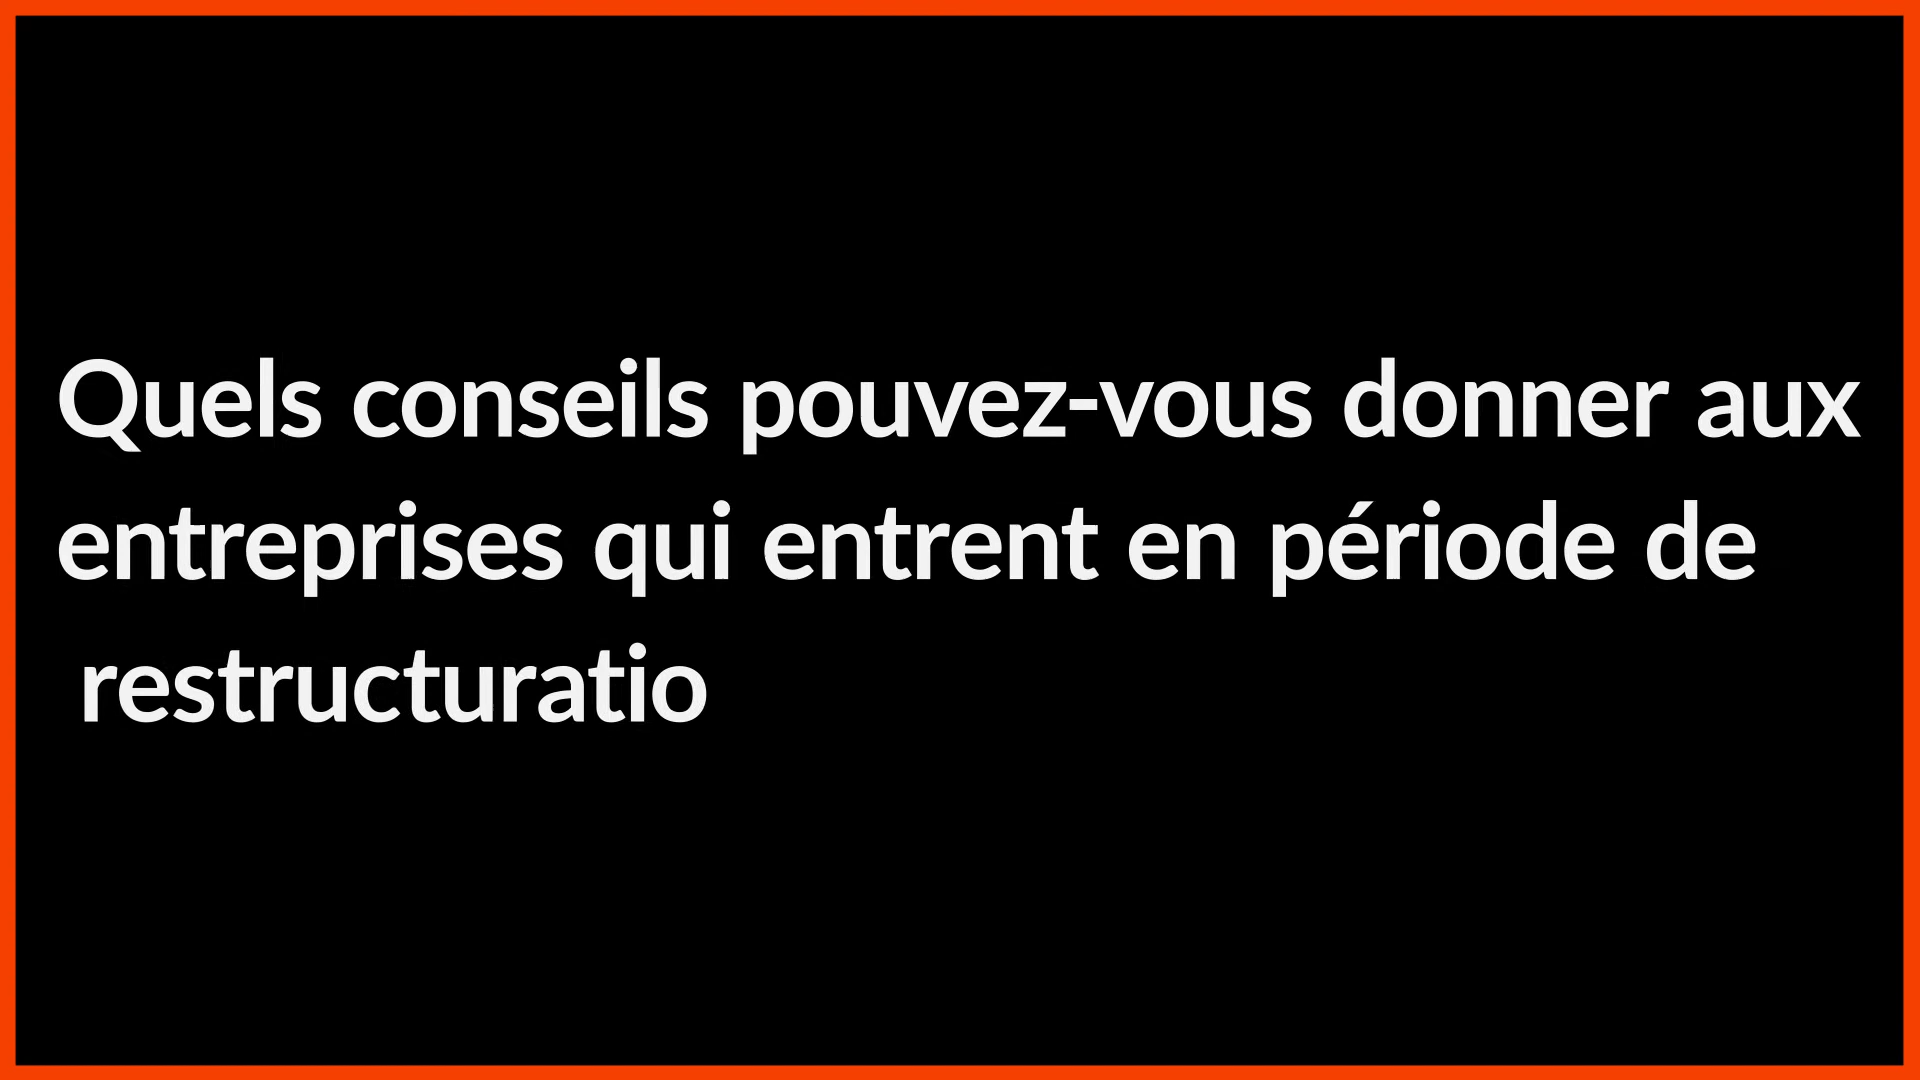 Quels conseils pouvez-vous donner aux
entreprises qui entrent en période de
restructuratio